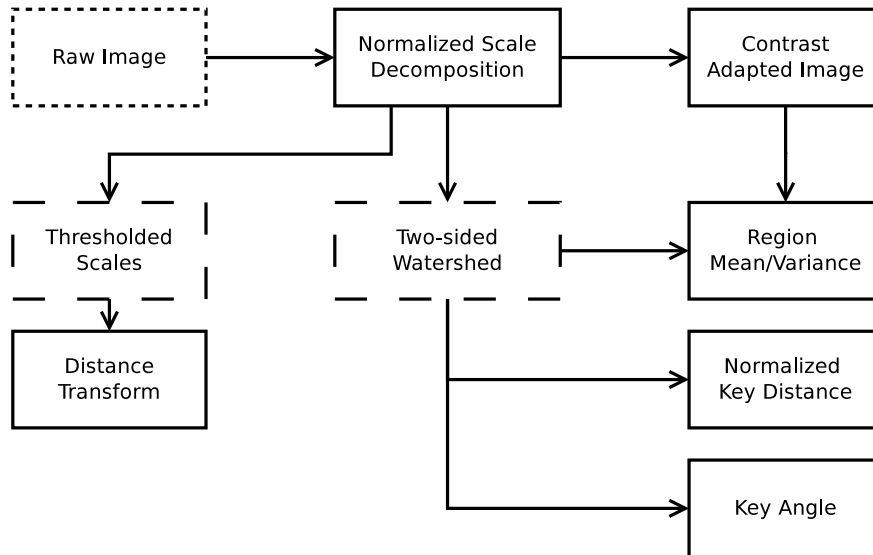 Raw Image
Normalized Scale
Decomposition
Contrast
Adapted Image
Thresholded
Scales
Two-sided
Watershed
Region
Mean/Variance
Distance
Transform
Normalized
Key Distance
Key Angle